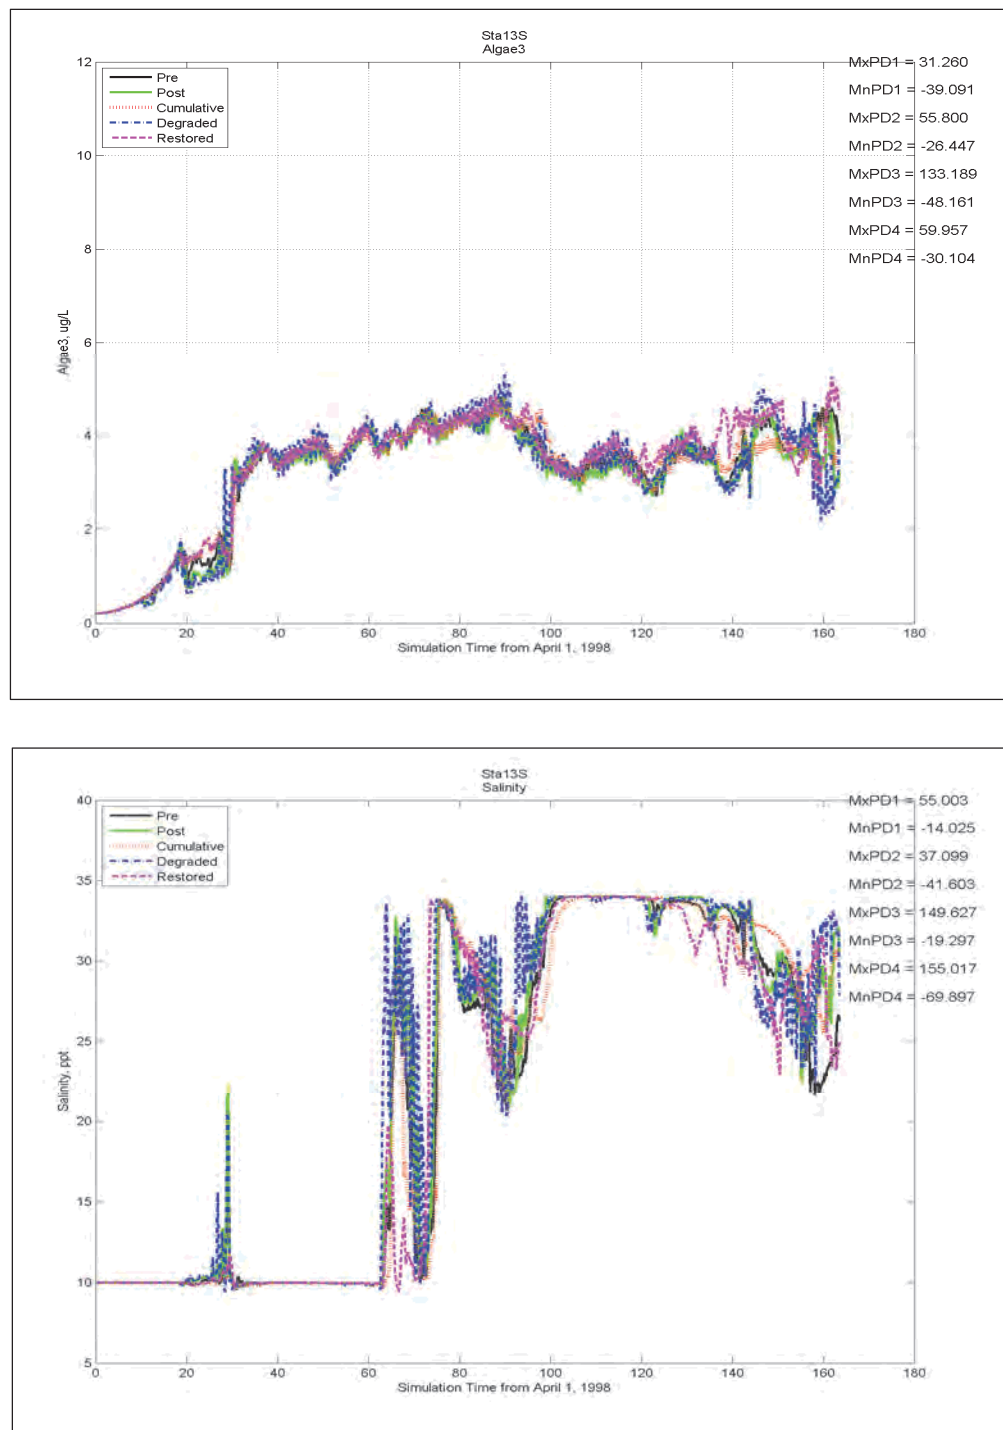 Sta13S
Algae3
12
10
8
6
4
2
0
Algae3, ug/L
Pre
Post
Cumulative
Degraded
Restored
MxPD1 = 31.260
MnPD1 = -39.091
MxPD2 = 55.800
MnPD2 = -26.447
MxPD3 = 133.189
MnPD3 = -48.161
MxPD4 = 59.957
MnPD4 = -30.104
0 20 40 60 80 100 120 140 160 180
Simulation Time from April 1, 1998
Sta13S
Salinity
40
35
30
25
20
15
10
5
Salinity, ppt
Pre
Post
Cumulative
Degraded
Restored
MxPD1 = 55.003
MnPD1 = -14.025
MxPD2 = 37.099
MnPD2 = -41.603
MxPD3 = 149.627
MnPD3 = -19.297
MxPD4 = 155.017
MnPD4 = -69.897
0 20 40 60 80 100 120 140 160 180
Simulation Time from April 1, 1998